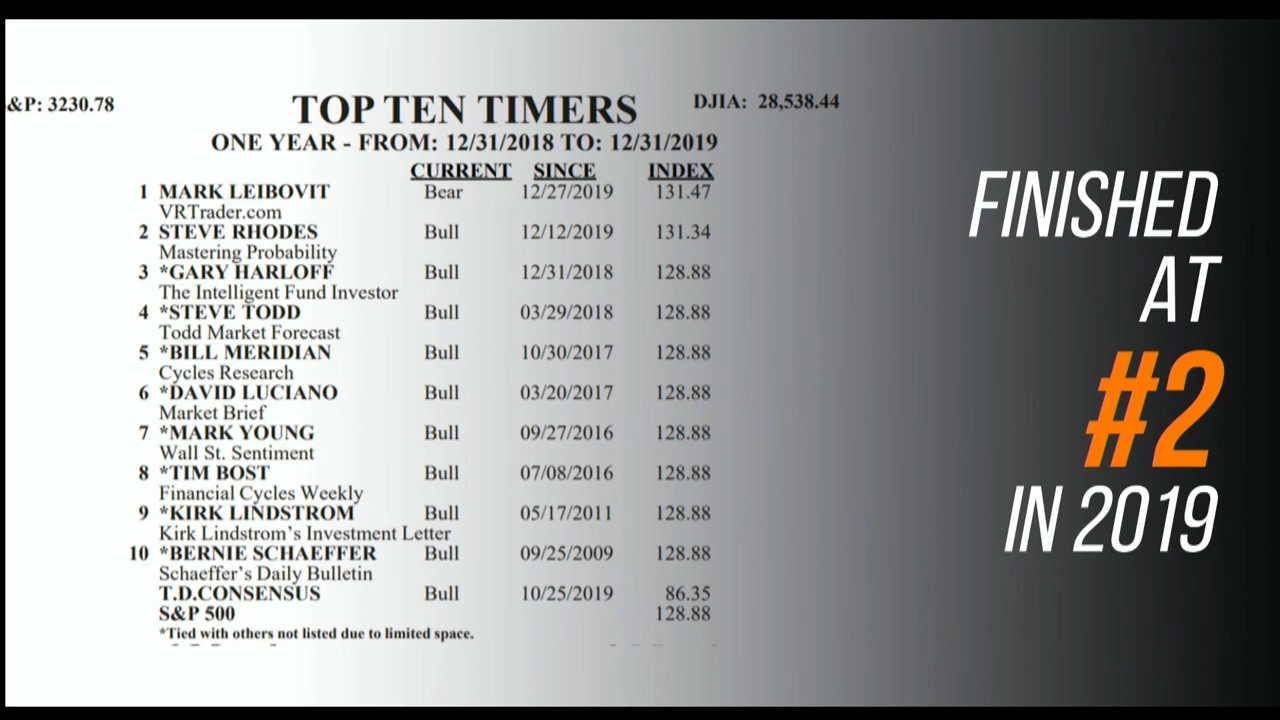 &P: 3230.78
TOP TEN TIMERS
DJIA: 28,538.44
ONE YEAR - FROM: 12/31/2018 TO: 12/31/2019
CURRENT SINCE INDEX
1 MARK LEIBOVIT Bear 12/27/2019 131.47
VRTrader.com
2 STEVE RHODES Bull 12/12/2019 131.34
Mastering Probability
3 *GARY HARLOFF Bull 12/31/2018 128.88
The Intelligent Fund Investor
4 *STEVE TODD Bull 03/29/2018 128.88
Todd Market Forecast
5 *BILL MERIDIAN Bull 10/30/2017 128.88
Cycles Research
6 *DAVID LUCIANO Bull 03/20/2017 128.88
Market Brief
7 *MARK YOUNG Bull 09/27/2016 128.88
Wall St. Sentiment
8 *TIM BOST Bull 07/08/2016 128.88
Financial Cycles Weekly
9 *KIRK LINDSTROM Bull 05/17/2011 128.88
Kirk Lindstrom's Investment Letter
10 *BERNIE SCHAEFFER Bull 09/25/2009 128.88
Schaeffer's Daily Bulletin
T.D.CONSENSUS Bull 10/25/2019 86.35
S&P 500 128.88
*Tied with others not listed due to limited space.
FINISHED
AT
#2
IN 2019